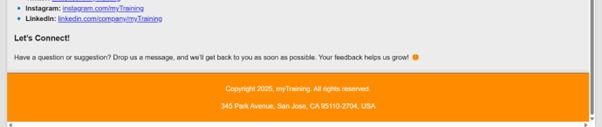 Instagram: instagram.com/myTraining
LinkedIn: linkedin.com/company/myTraining
Let's Connect!
Have a question or suggestion? Drop us a message, and we'll get back to you as soon as possible. Your feedback helps us grow! 😊
Copyright 2025, myTraining. All rights reserved.
345 Park Avenue, San Jose, CA 95110-2704, USA